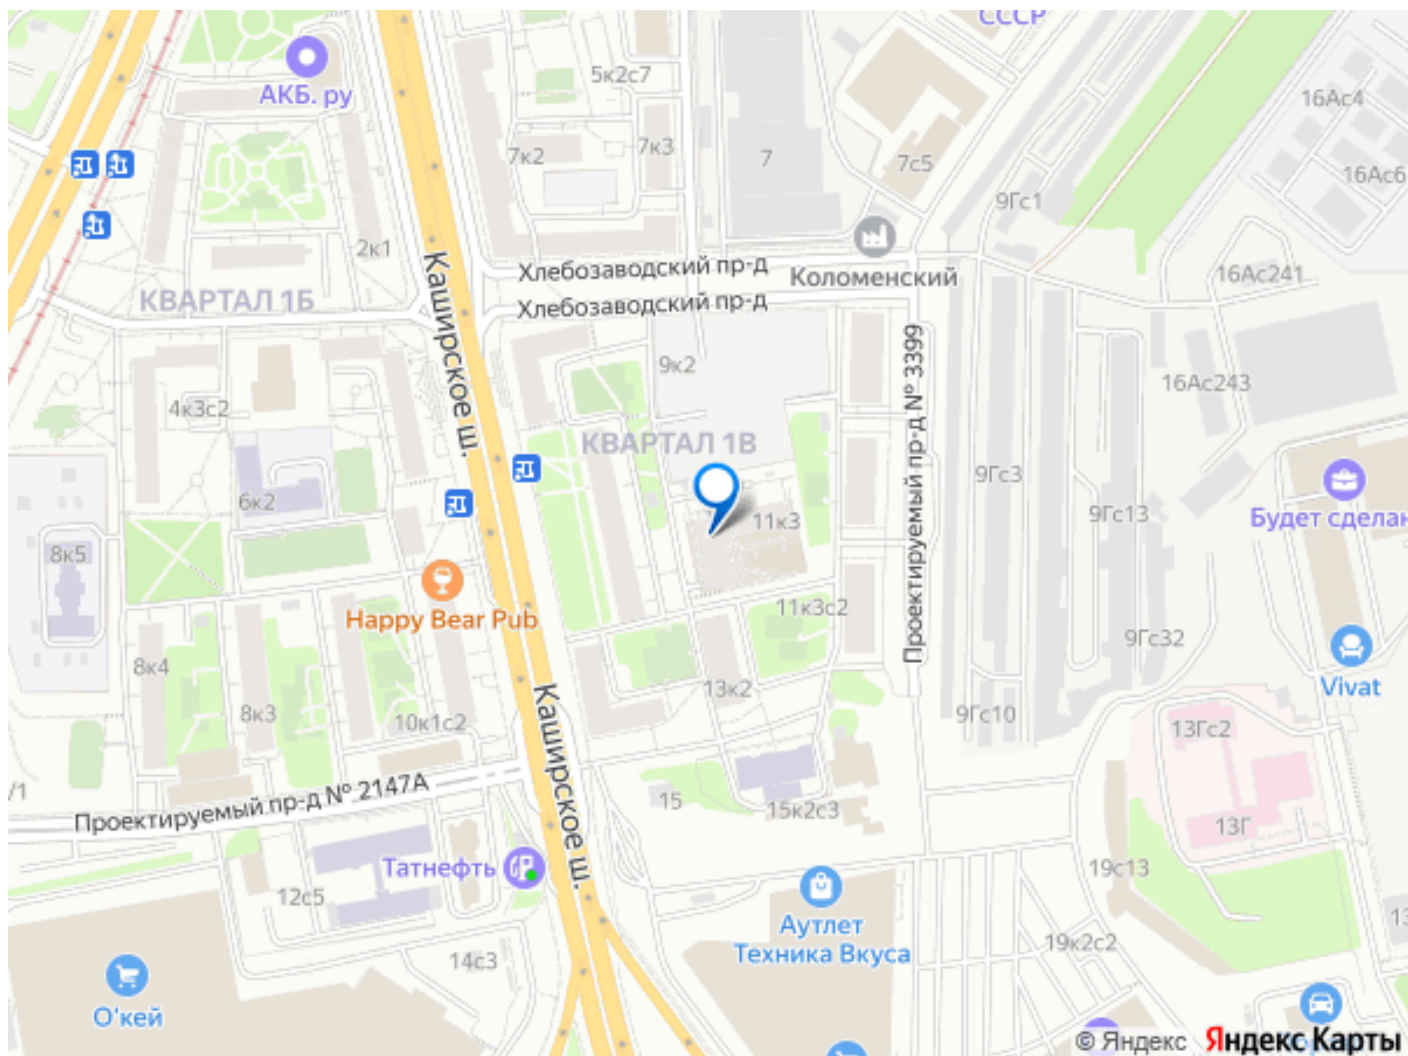 СССР
АКБ. ру
5к2с7
16Ас4
7к2
7к3
7
7с5
16Ас6
9Гс1
2к1
Хлебозаводский пр-д
Коломенский
16Ас241
КВАРТАЛ 1Б
Хлебозаводский пр-д
Каширское ш.
9к2
Проектируемый пр-д № 3399
16Ас243
4к3с2
КВАРТАЛ 1В
9Гс3
6к2
11к3
9Гс13
Будет сделан
8к5
Happy Bear Pub
11к3с2
9Гс32
8к4
13к2
Vivat
8к3
10к1с2
9Гс10
13Гс2
Каширское ш.
/1
Проектируемый пр-д № 2147А
15
15к2с3
13Г
Татнефть
19с13
12с5
Аутлет
Техника Вкуса
13
19к2с2
14с3
О'кей
© Яндекс Яндекс Карты